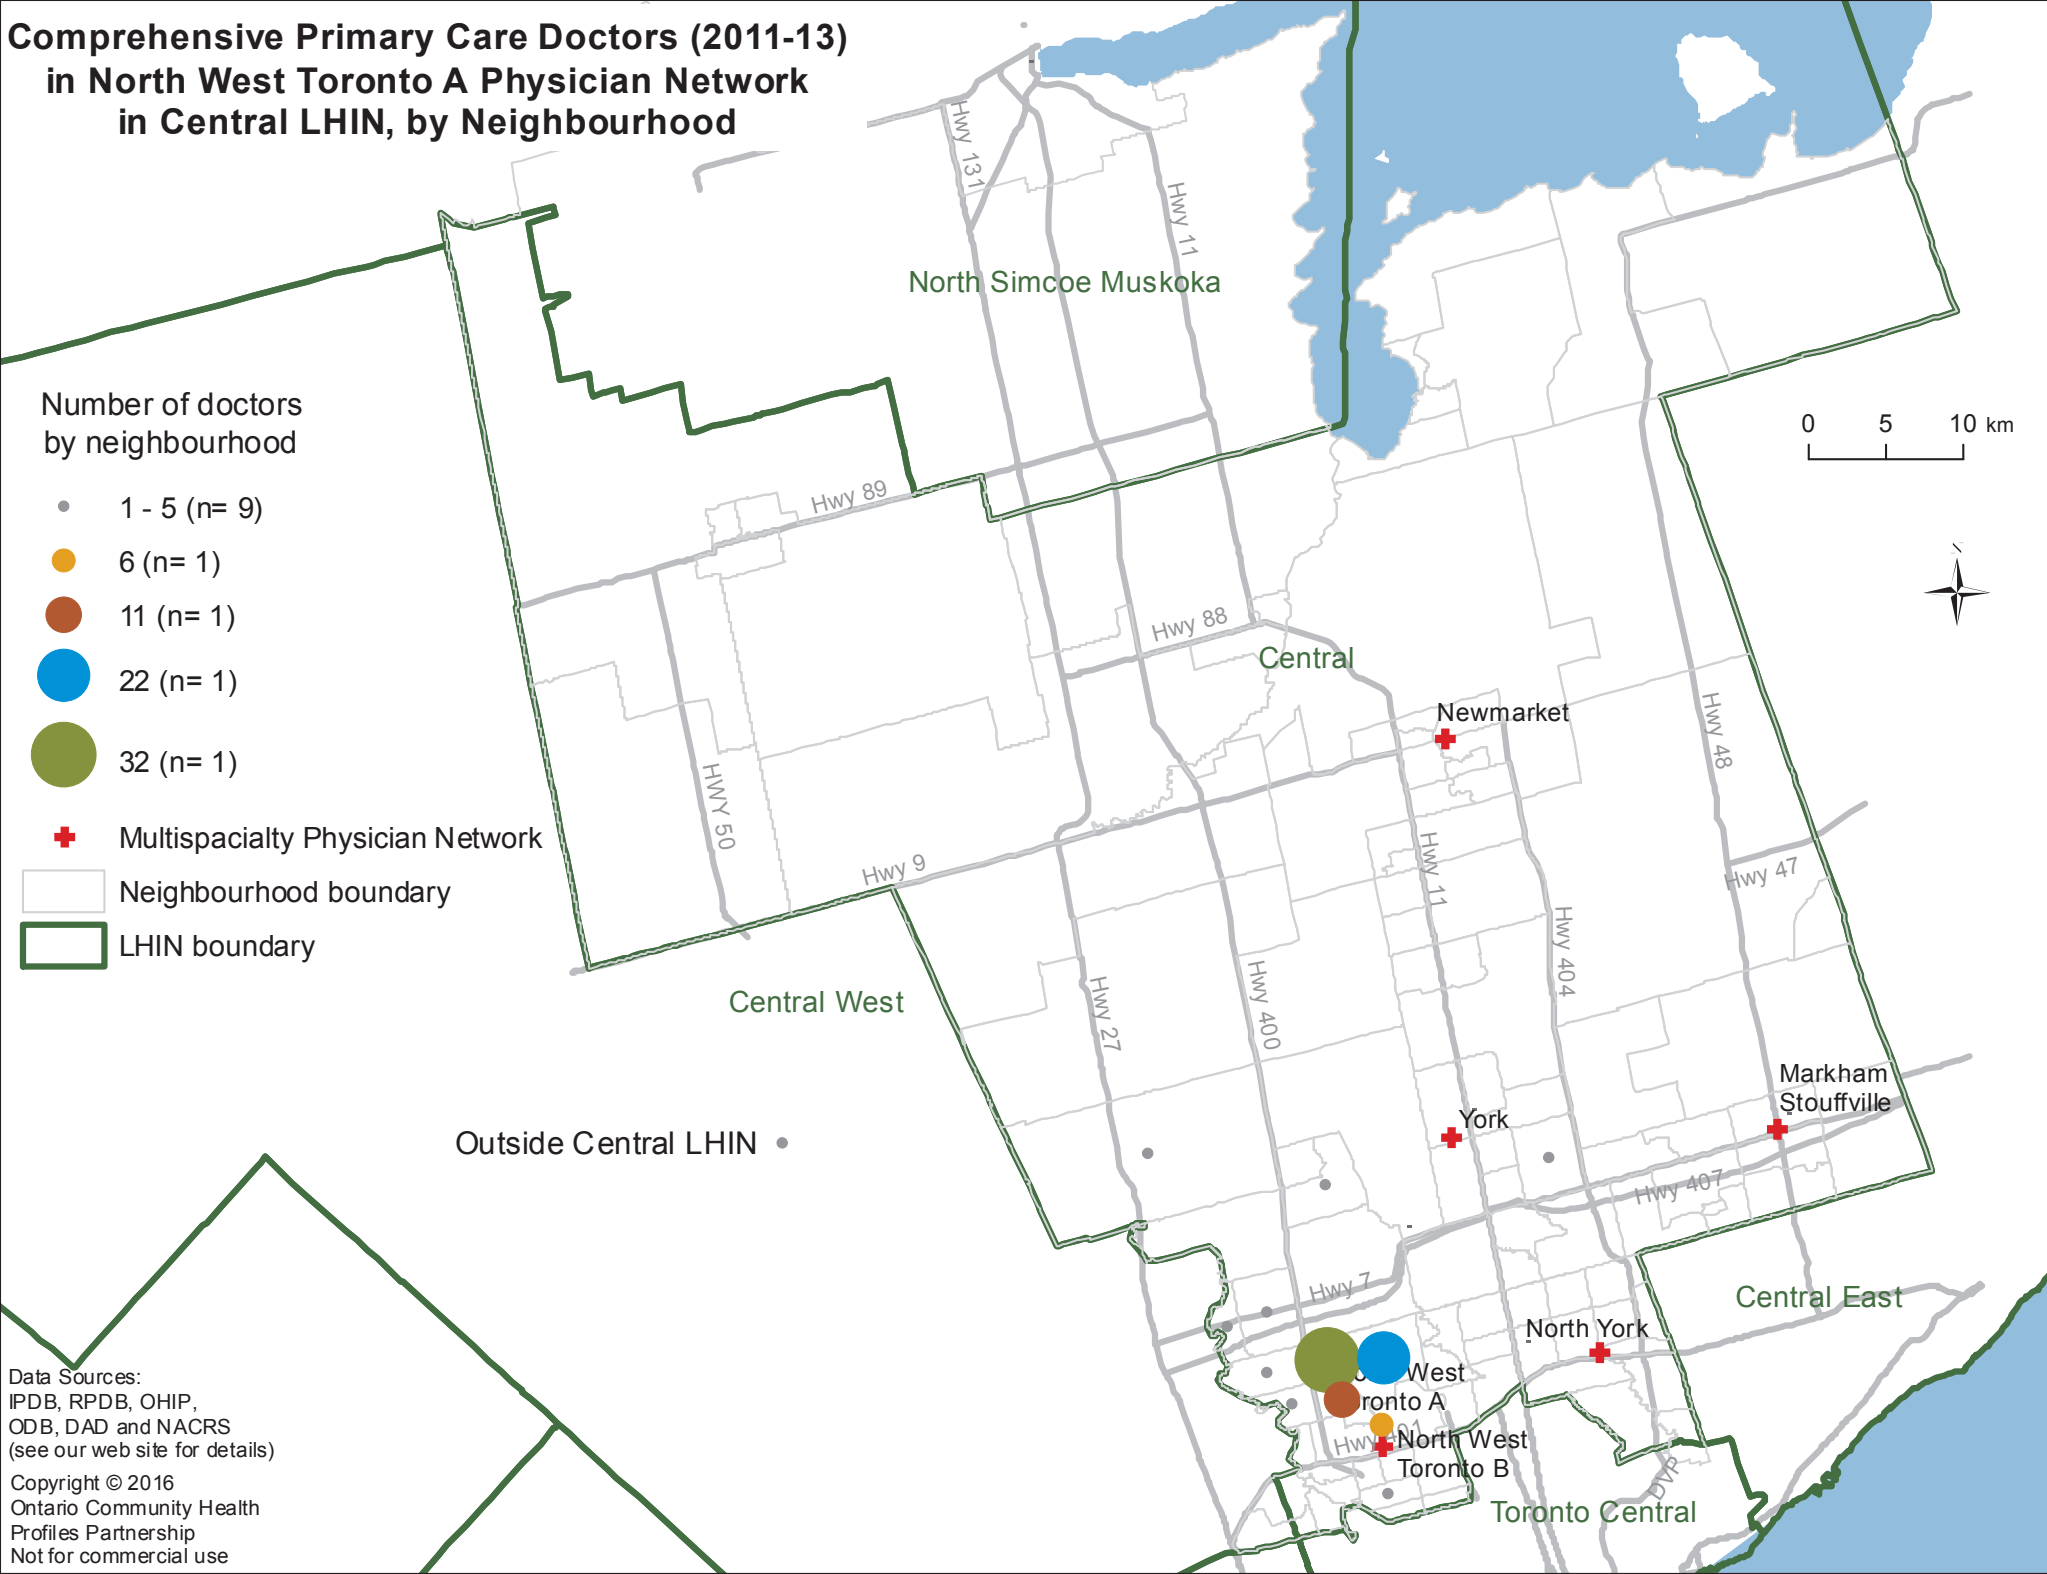 Comprehensive Primary Care Doctors (2011-13)
in North West Toronto A Physician Network
in Central LHIN, by Neighbourhood
Hwy 131
Hwy 11
North Simcoe Muskoka
Number of doctors
by neighbourhood
1 - 5 (n= 9)
6 (n= 1)
11 (n= 1)
22 (n= 1)
32 (n= 1)
Multispacialty Physician Network
Neighbourhood boundary
LHIN boundary
0 5 10 km
N
Hwy 89
Hwy 88
Central
Newmarket
Hwy 48
HWY 50
Hwy 9
Hwy 11
Hwy 47
Hwy 404
Hwy 400
Hwy 27
Central West
Markham
Stouffville
York
Outside Central LHIN
Hwy 407
Hwy 7
Central East
North York
West
ronto A
Hwy 401
North West
Toronto B
DVP
Toronto Central
Data Sources:
IPDB, RPDB, OHIP,
ODB, DAD and NACRS
(see our web site for details)
Copyright © 2016
Ontario Community Health
Profiles Partnership
Not for commercial use